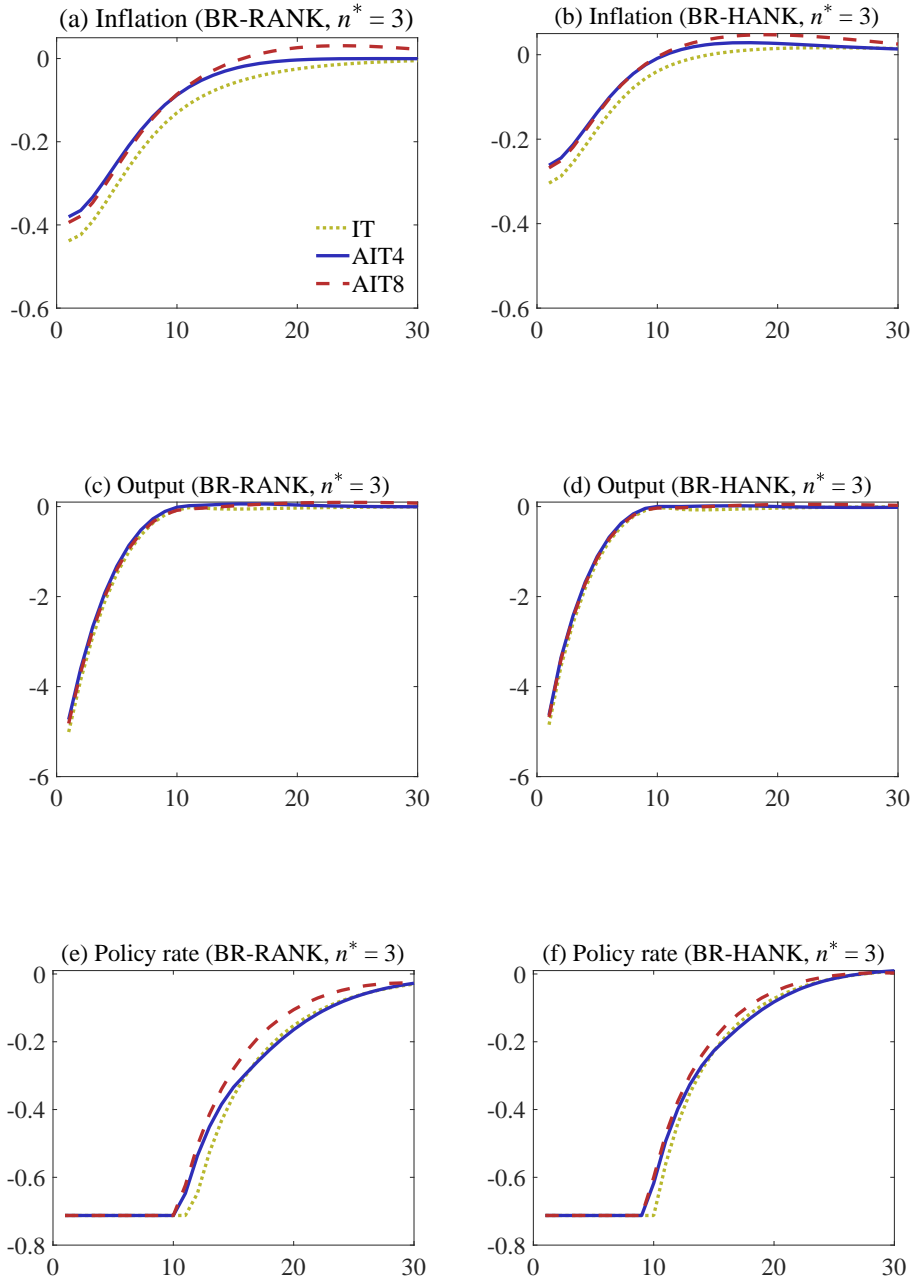 (a) Inflation (BR-RANK, n* = 3)
0
-0.2
-0.4
-0.6
0 10 20 30
IT
AIT4
AIT8
(b) Inflation (BR-HANK, n* = 3)
0
-0.2
-0.4
-0.6
0 10 20 30
(c) Output (BR-RANK, n* = 3)
0
-2
-4
-6
0 10 20 30
(d) Output (BR-HANK, n* = 3)
0
-2
-4
-6
0 10 20 30
(e) Policy rate (BR-RANK, n* = 3)
0
-0.2
-0.4
-0.6
-0.8
0 10 20 30
(f) Policy rate (BR-HANK, n* = 3)
0
-0.2
-0.4
-0.6
-0.8
0 10 20 30